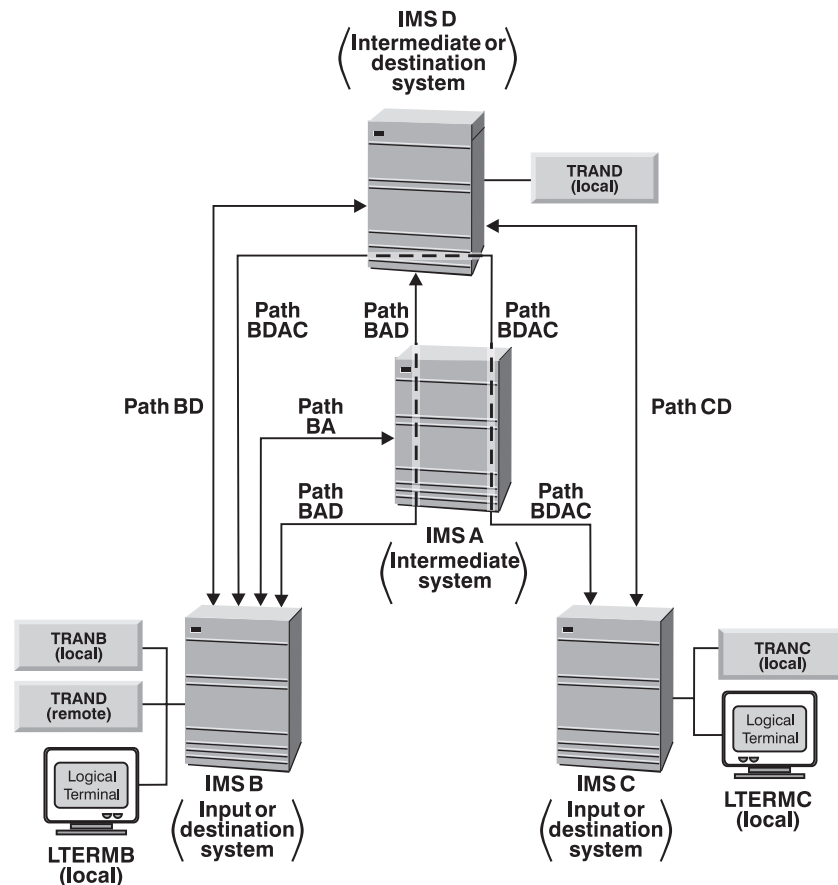 IMS D
(Intermediate or
destination
system)
TRAND
(local)
Path
BDAC
Path
BAD
Path
BDAC
Path BD
Path
BA
Path CD
Path
BAD
Path
BDAC
IMS A
(Intermediate
system)
TRANB
(local)
TRAND
(remote)
Logical
Terminal
LTERMB
(local)
IMS B
(Input or
destination
system)
IMS C
(Input or
destination
system)
TRANC
(local)
Logical
Terminal
LTERMC
(local)